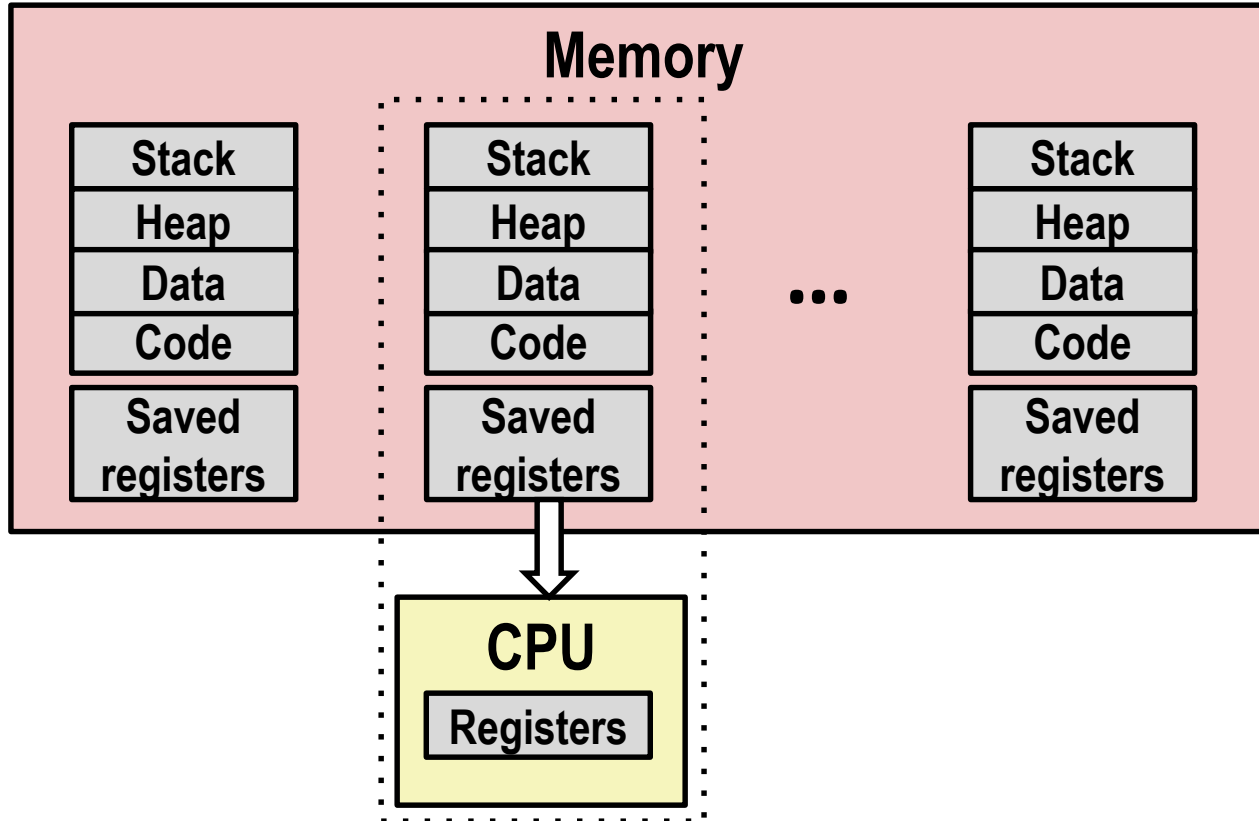 Memory
Stack
Heap
Data
Code
Saved
registers
Stack
Heap
Data
Code
Saved
registers
...
Stack
Heap
Data
Code
Saved
registers
CPU
Registers